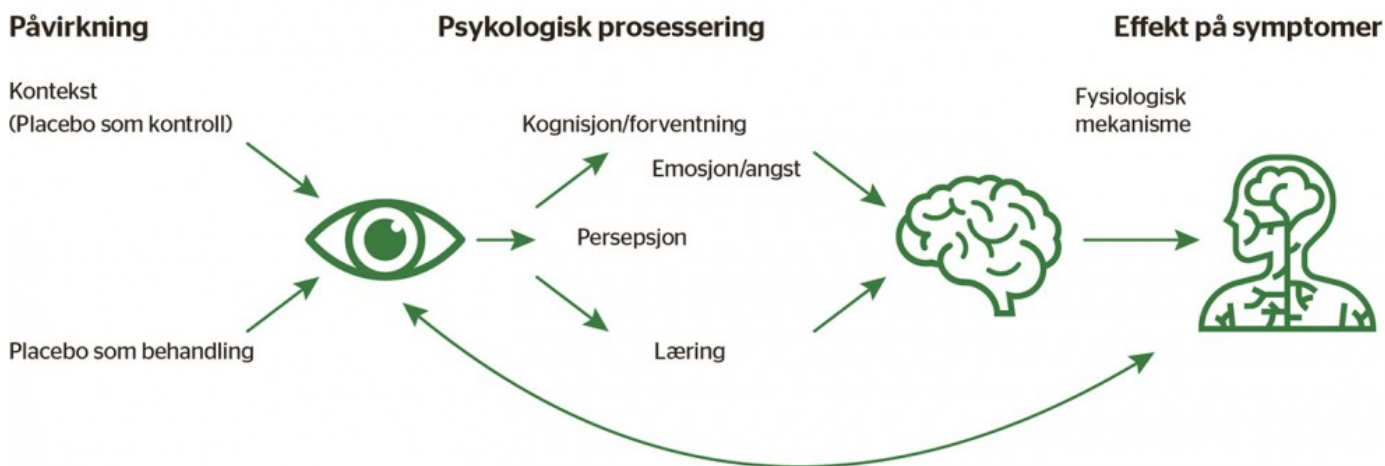 Påvirkning
Psykologisk prosessering
Effekt på symptomer
Kontekst
(Placebo som kontroll)
Placebo som behandling
Kognisjon/forventning
Emosjon/angst
Persepsjon
Læring
Fysiologisk
mekanisme